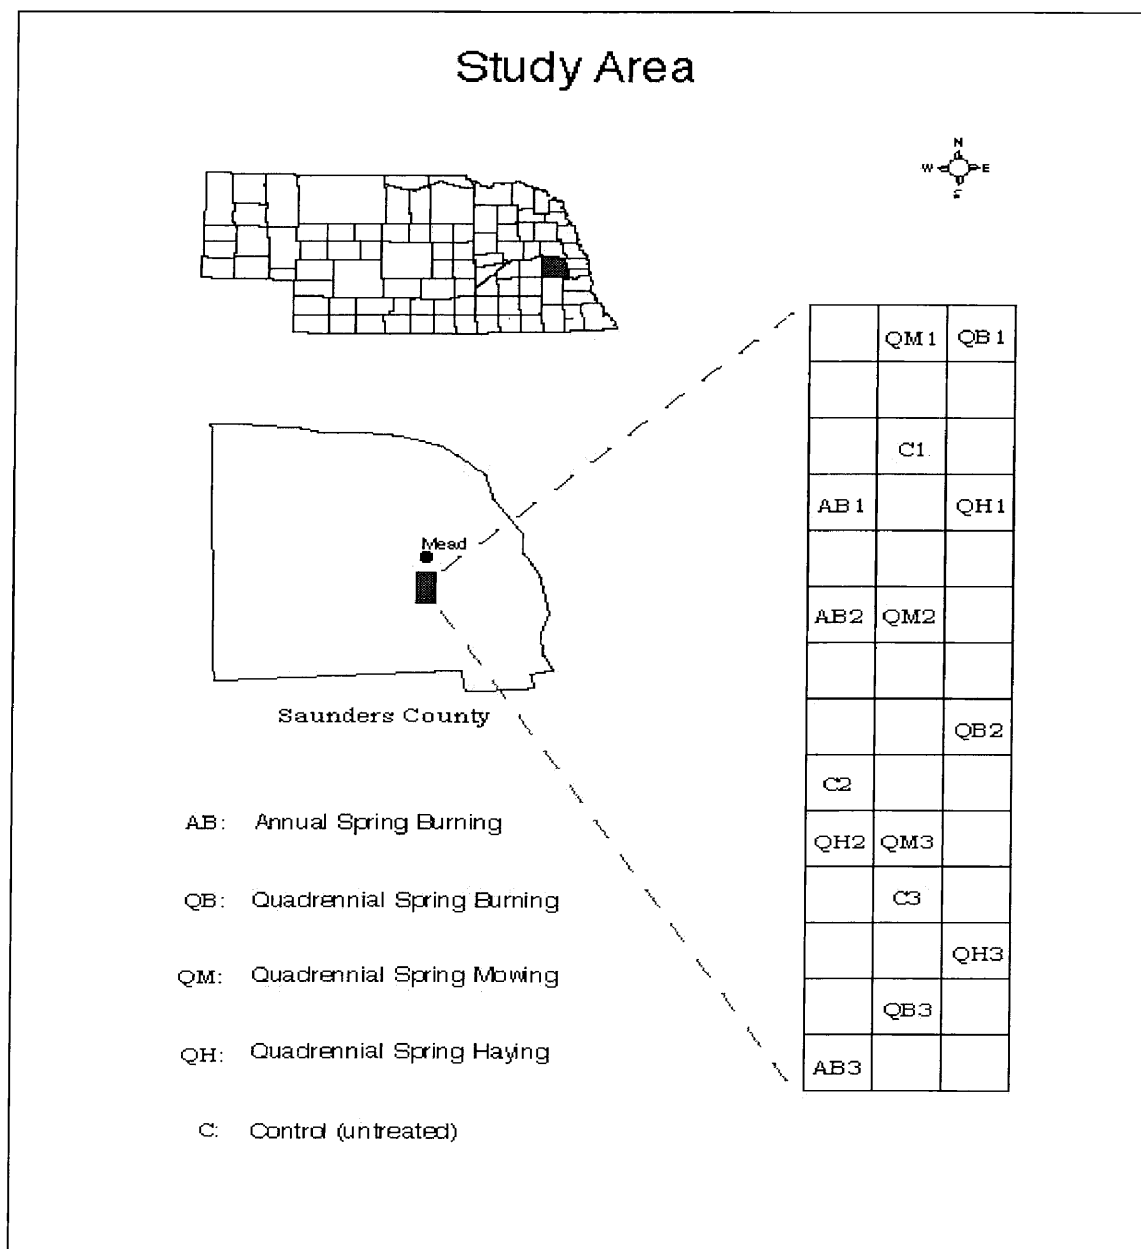 Study Area
N
W E
S
QM1 QB1
C1
AB1 QH1
Mead
AB2 QM2
Saunders County
QB2
C2
AB: Annual Spring Burning
QH2 QM3
QB: Quadrennial Spring Burning
C3
QH3
QM: Quadrennial Spring Mowing
QB3
QH: Quadrennial Spring Haying
AB3
C: Control (untreated)